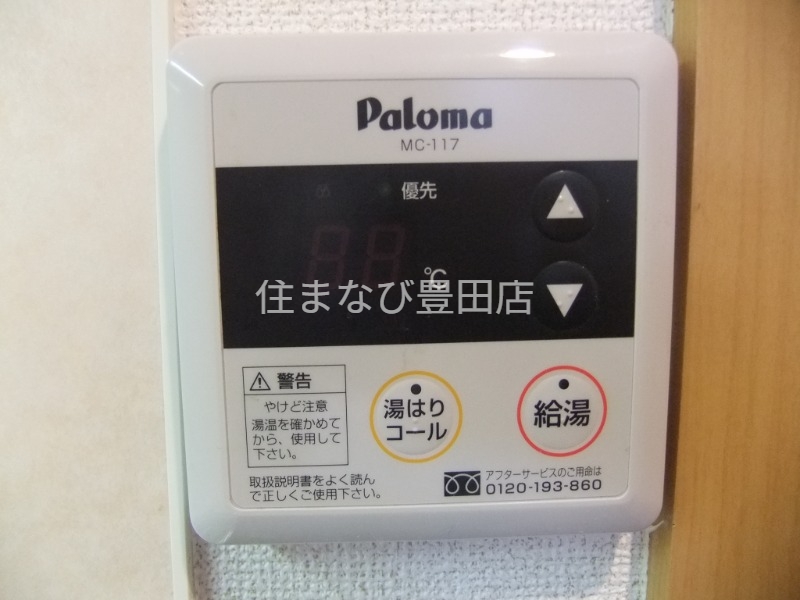 Paloma
MC-117
優先
℃
住まなび豊田店
警告
やけど注意
湯温を確かめて
から、使用して
下さい。
湯はり
コール
給湯
取扱説明書をよく読ん
で正しくご使用下さい。
アフターサービスのご用命は
0120-193-860